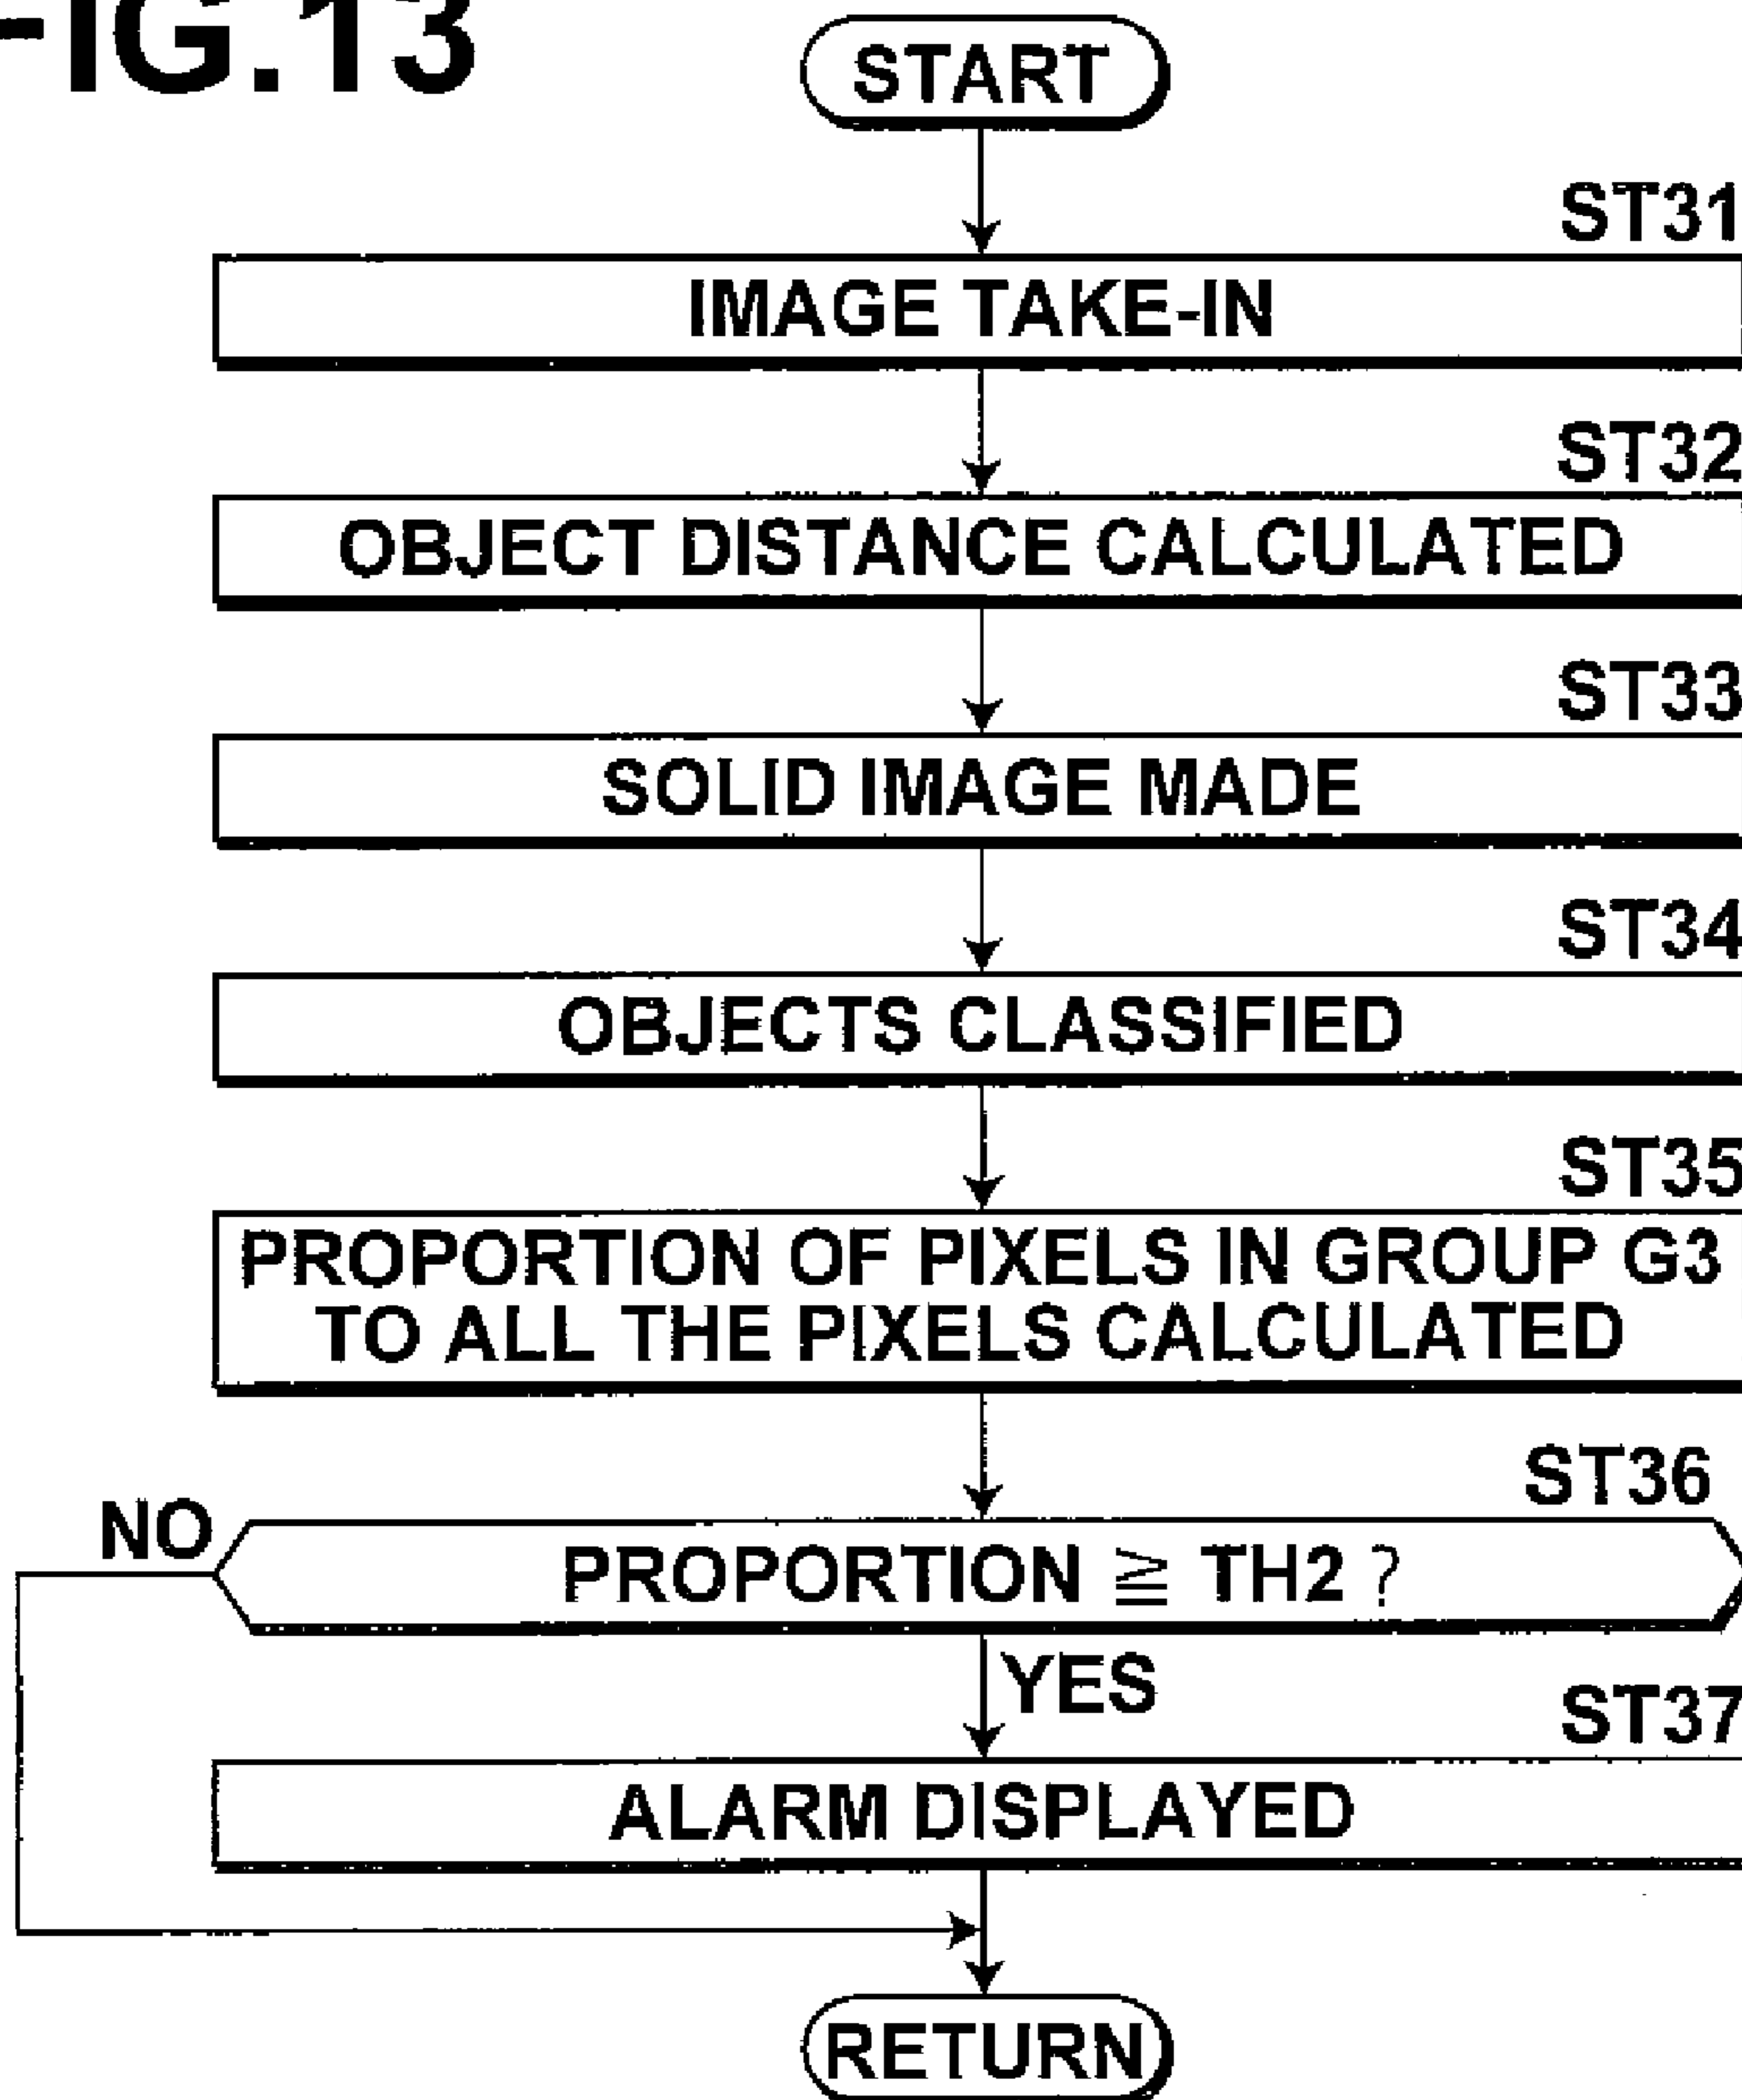 FIG.13
START
ST31
IMAGE TAKE-IN
ST32
OBJECT DISTANCE CALCULATED
ST33
SOLID IMAGE MADE
ST34
OBJECTS CLASSIFIED
ST35
PROPORTION OF PIXELS IN GROUP G3
TO ALL THE PIXELS CALCULATED
ST36
NO
PROPORTION ≧ TH2 ?
YES
ST37
ALARM DISPLAYED
RETURN